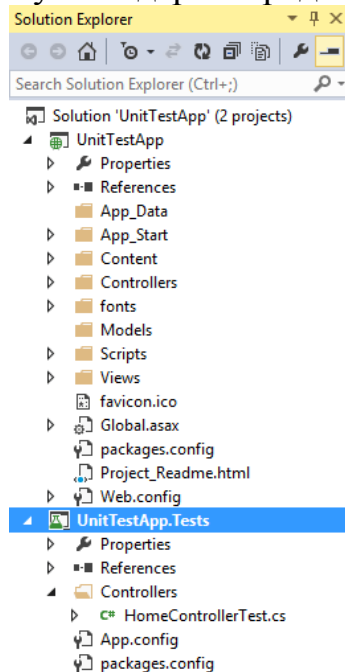 Solution Explorer
Search Solution Explorer (Ctrl+;)
Solution 'UnitTestApp' (2 projects)
UnitTestApp
Properties
References
App_Data
App_Start
Content
Controllers
fonts
Models
Scripts
Views
favicon.ico
Global.asax
packages.config
Project_Readme.html
Web.config
UnitTestApp.Tests
Properties
References
Controllers
C# HomeControllerTest.cs
App.config
packages.config